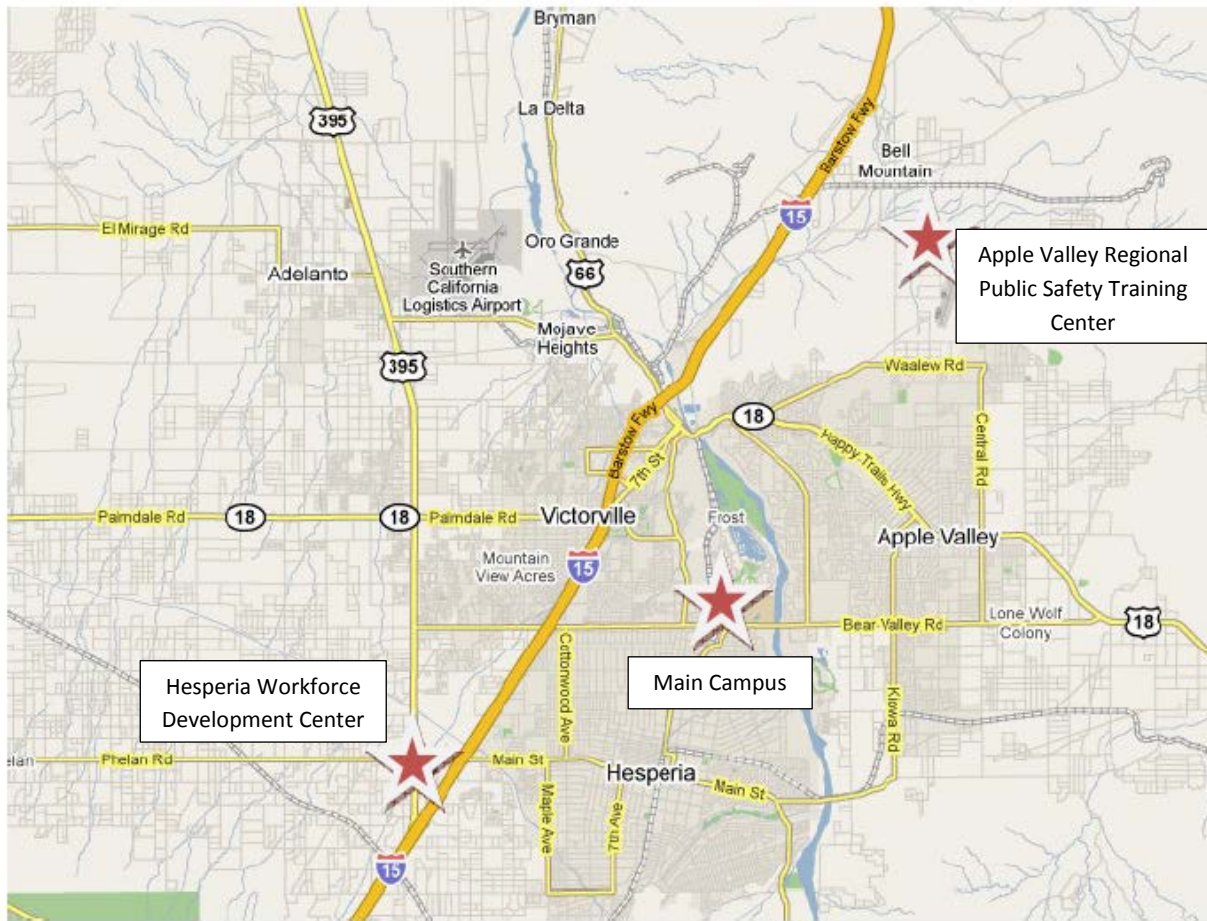 Bryman
La Delta
395
Barstow Fwy
Bell
Mountain
15
El Mirage Rd
Oro Grande
66
Adelanto
Southern
California
Logistics Airport
Apple Valley Regional
Public Safety Training
Center
Mojave
Heights
395
Waalew Rd
18
Barstow Fwy
Happy Trails Hwy
Central Rd
7th St
Palmdale Rd
18
18
Palmdale Rd
Victorville
Frost
Apple Valley
Mountain
View Acres
15
Lone Wolf
Colony
18
Bear Valley Rd
Cottonwood Ave
Main Campus
Hesperia Workforce
Development Center
Kiowa Rd
elan
Phelan Rd
Main St
Hesperia
Main St
Maple Ave
7th Ave
15